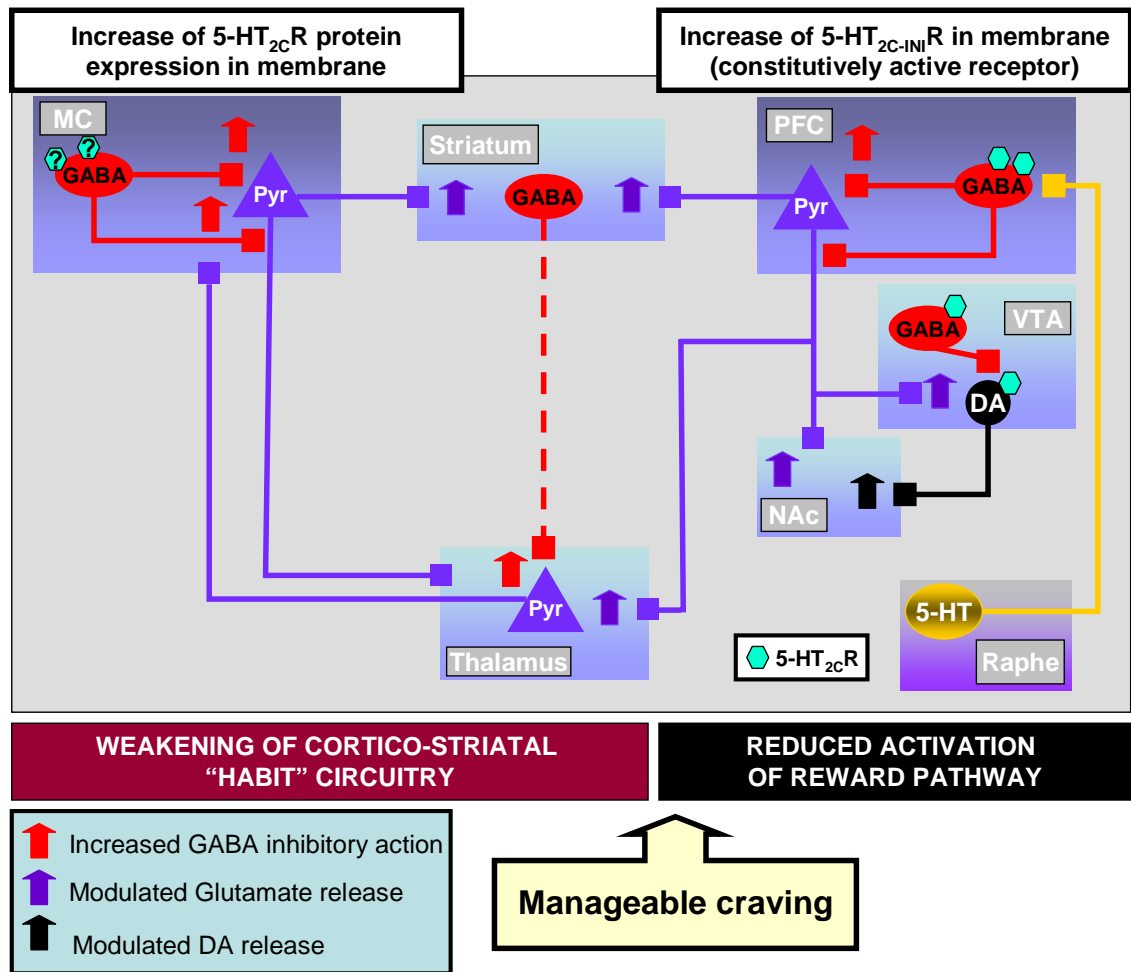 Increase of 5-HT2CR protein
expression in membrane
Increase of 5-HT2C-INIR in membrane
(constitutively active receptor)
MC
?
?
GABA
Pyr
Striatum
GABA
PFC
Pyr
GABA
GABA
VTA
DA
NAc
Pyr
Thalamus
5-HT
Raphe
5-HT2CR
WEAKENING OF CORTICO-STRIATAL
“HABIT” CIRCUITRY
REDUCED ACTIVATION
OF REWARD PATHWAY
Increased GABA inhibitory action
Modulated Glutamate release
Modulated DA release
Manageable craving